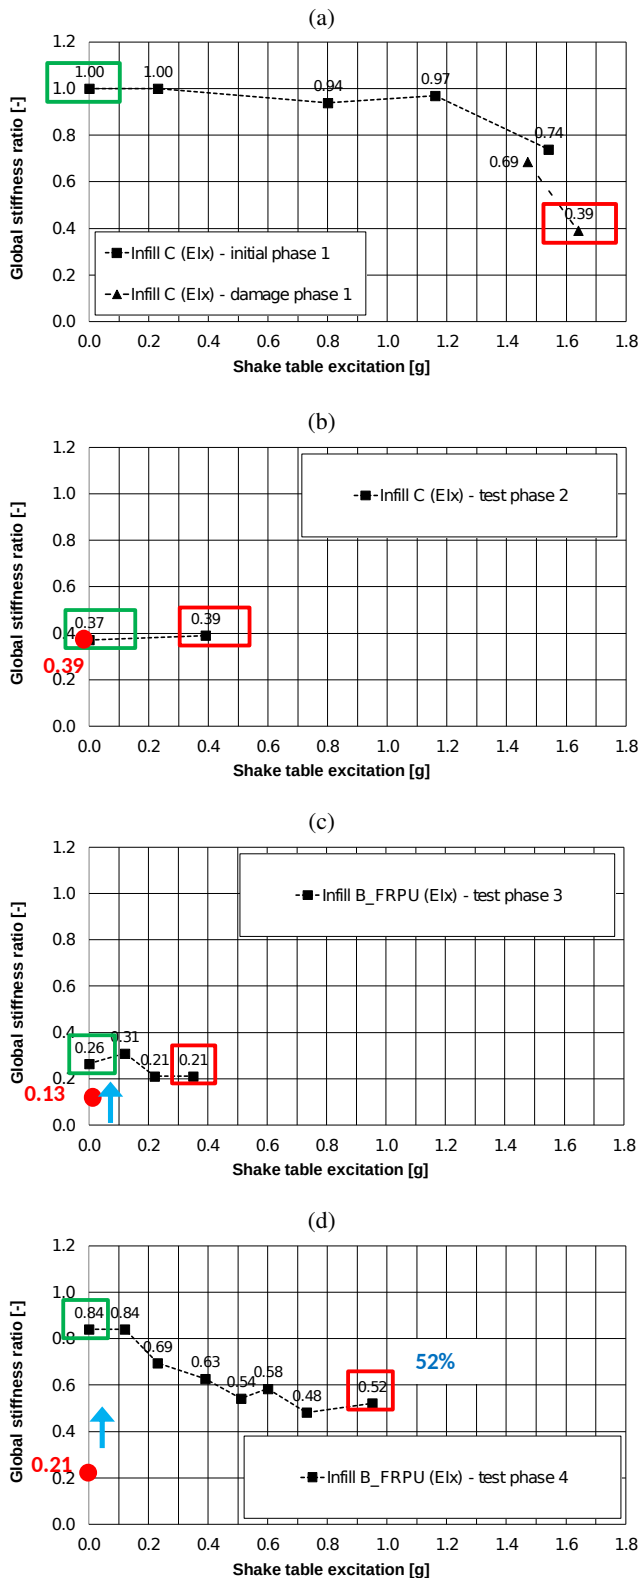 (a)
Global stiffness ratio [-]
1.2
1.0
0.8
0.6
0.4
0.2
0.0
1.00
1.00
0.94
0.97
0.74
0.69
0.39
Infill C (EIx) - initial phase 1
Infill C (EIx) - damage phase 1
0.0 0.2 0.4 0.6 0.8 1.0 1.2 1.4 1.6 1.8
Shake table excitation [g]
(b)
Global stiffness ratio [-]
1.2
1.0
0.8
0.6
0.4
0.2
0.0
Infill C (EIx) - test phase 2
0.37
0.39
0.39
0.0 0.2 0.4 0.6 0.8 1.0 1.2 1.4 1.6 1.8
Shake table excitation [g]
(c)
Global stiffness ratio [-]
1.2
1.0
0.8
0.6
0.4
0.2
0.0
Infill B_FRPU (EIx) - test phase 3
0.26
0.31
0.21
0.21
0.13
0.0 0.2 0.4 0.6 0.8 1.0 1.2 1.4 1.6 1.8
Shake table excitation [g]
(d)
Global stiffness ratio [-]
1.2
1.0
0.8
0.6
0.4
0.2
0.0
0.84
0.84
0.69
0.63
0.54
0.58
0.48
0.52
52%
0.21
Infill B_FRPU (EIx) - test phase 4
0.0 0.2 0.4 0.6 0.8 1.0 1.2 1.4 1.6 1.8
Shake table excitation [g]